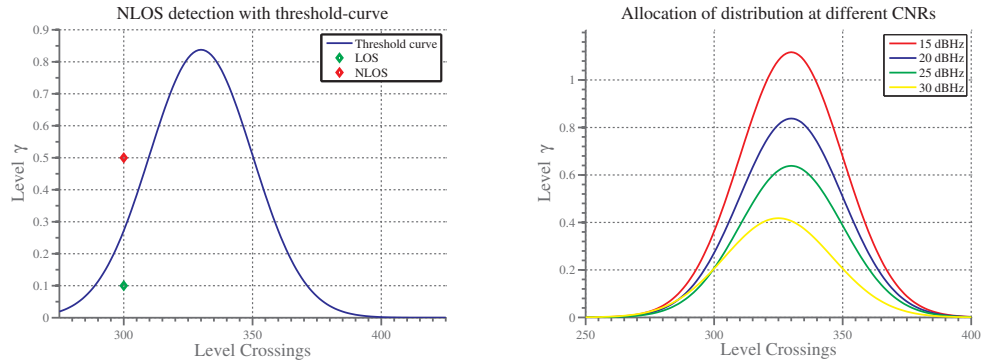 NLOS detection with threshold-curve
0.9
0.8
0.7
0.6
0.5
0.4
0.3
0.2
0.1
0
Level γ
300
350
400
Level Crossings
Threshold curve
LOS
NLOS
Allocation of distribution at different CNRs
1
0.8
0.6
0.4
0.2
0
Level γ
250
300
350
400
Level Crossings
15 dBHz
20 dBHz
25 dBHz
30 dBHz